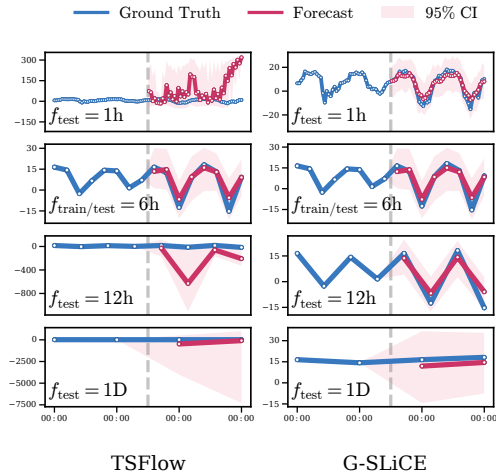 Ground Truth Forecast 95% CI
300
150
0
−150
f_test = 1h
20
0
−20
f_test = 1h
30
15
0
−15
f_train/test = 6h
30
15
0
−15
f_train/test = 6h
0
−400
−800
f_test = 12h
15
0
−15
f_test = 12h
0
−2500
−5000
−7500
f_test = 1D
30
15
0
−15
f_test = 1D
00:00 00:00 00:00 00:00
00:00 00:00 00:00 00:00
TSFlow G-SLiCE